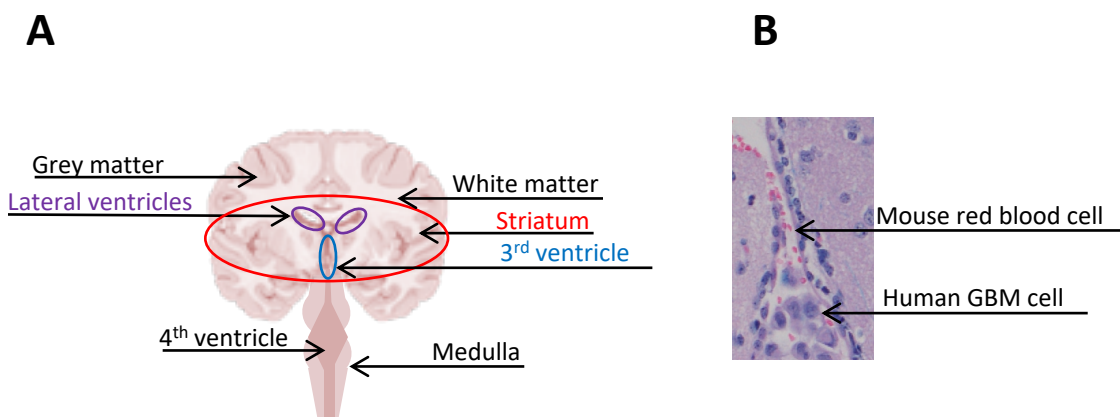 A
B
Grey matter
Lateral ventricles
White matter
Striatum
3rd ventricle
4th ventricle
Medulla
Mouse red blood cell
Human GBM cell